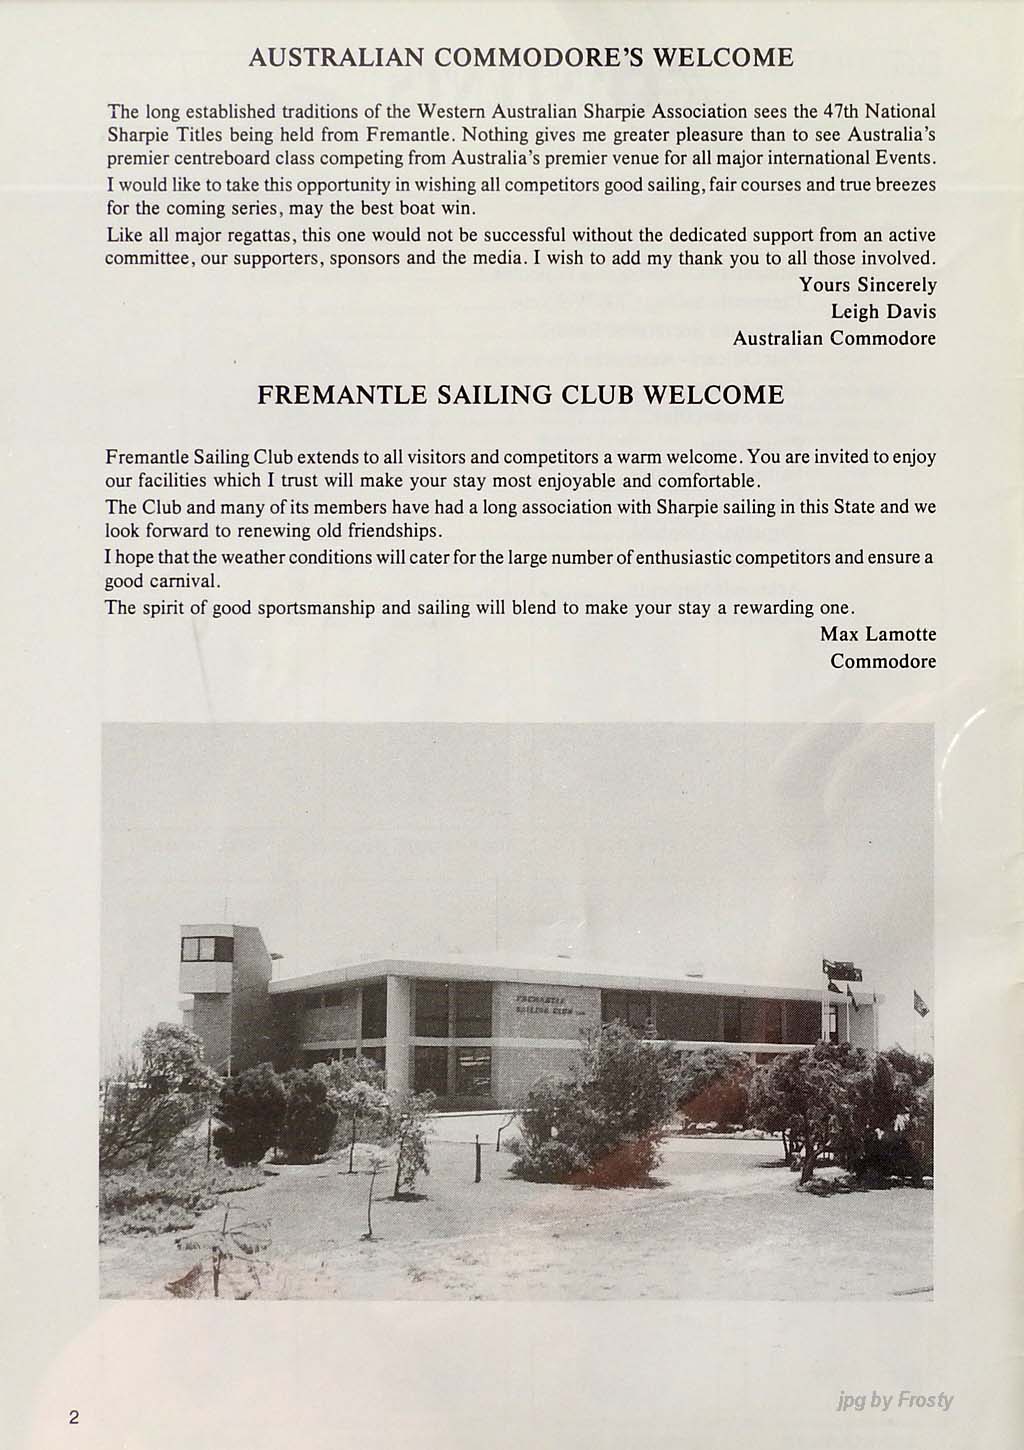 AUSTRALIAN COMMODORE'S WELCOME
The long established traditions of the Western Australian Sharpie Association sees the 47th National
Sharpie Titles being held from Fremantle. Nothing gives me greater pleasure than to see Australia's
premier centreboard class competing from Australia's premier venue for all major international Events.
I would like to take this opportunity in wishing all competitors good sailing, fair courses and true breezes
for the coming series, may the best boat win.
Like all major regattas, this one would not be successful without the dedicated support from an active
committee, our supporters, sponsors and the media. I wish to add my thank you to all those involved.
Yours Sincerely
Leigh Davis
Australian Commodore
FREMANTLE SAILING CLUB WELCOME
Fremantle Sailing Club extends to all visitors and competitors a warm welcome. You are invited to enjoy
our facilities which I trust will make your stay most enjoyable and comfortable.
The Club and many of its members have had a long association with Sharpie sailing in this State and we
look forward to renewing old friendships.
I hope that the weather conditions will cater for the large number of enthusiastic competitors and ensure a
good carnival.
The spirit of good sportsmanship and sailing will blend to make your stay a rewarding one.
Max Lamotte
Commodore
FREMANTLE
SAILING CLUB
2
jpg by Frosty